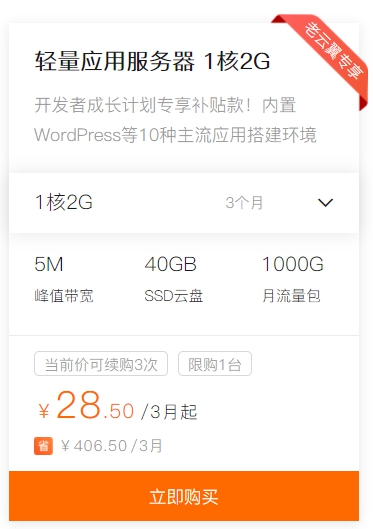 老云翼专享
轻量应用服务器 1核2G
开发者成长计划专享补贴款！内置
WordPress等10种主流应用搭建环境
1核2G 3个月
5M 40GB 1000G
峰值带宽 SSD云盘 月流量包
当前价可续购3次 限购1台
¥28.50 /3月起
省 ¥406.50 /3月
立即购买